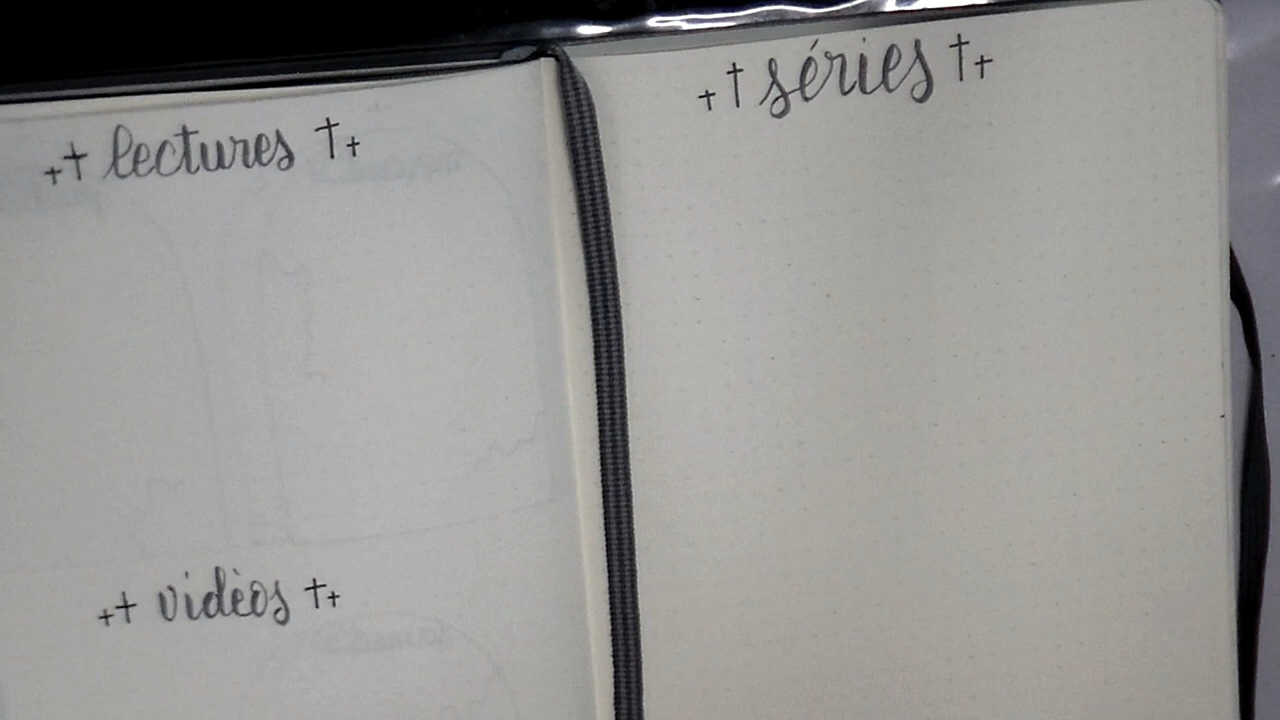 ++ lectures ++
++ vidéos ++
++ séries ++